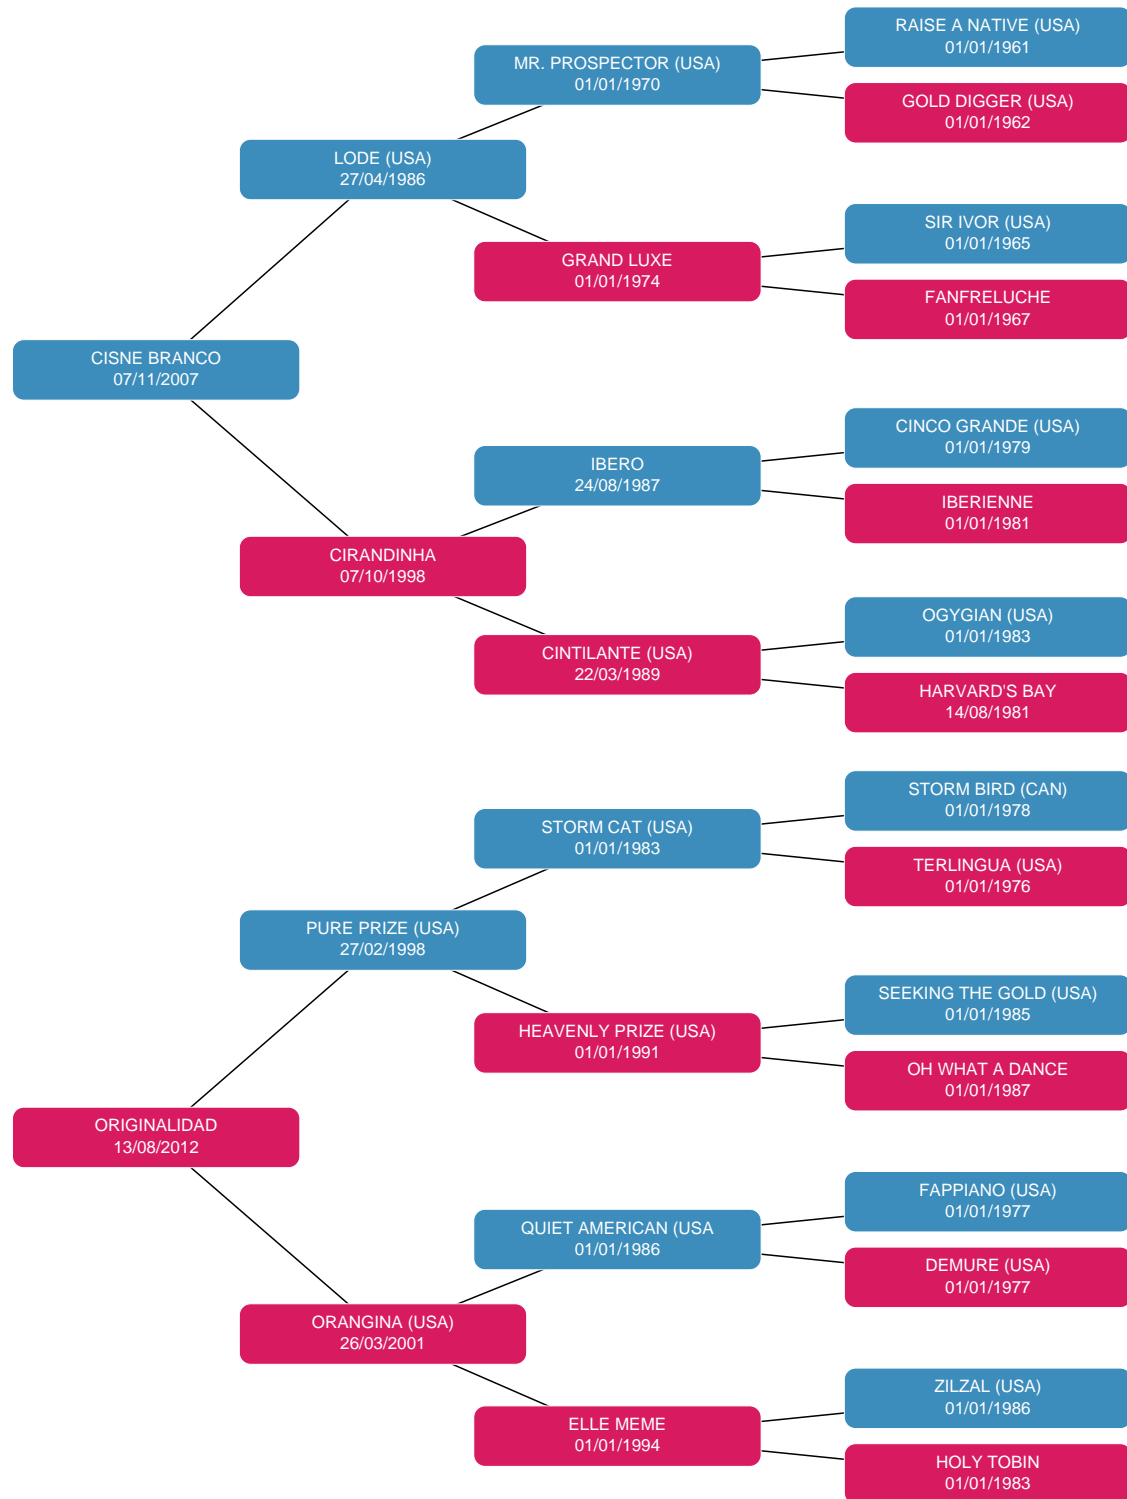 RAISE A NATIVE (USA)
01/01/1961
MR. PROSPECTOR (USA)
01/01/1970
GOLD DIGGER (USA)
01/01/1962
LODE (USA)
27/04/1986
SIR IVOR (USA)
01/01/1965
GRAND LUXE
01/01/1974
FANFRELUCHE
01/01/1967
CISNE BRANCO
07/11/2007
CINCO GRANDE (USA)
01/01/1979
IBERO
24/08/1987
IBERIENNE
01/01/1981
CIRANDINHA
07/10/1998
OGYGIAN (USA)
01/01/1983
CINTILANTE (USA)
22/03/1989
HARVARD'S BAY
14/08/1981
STORM BIRD (CAN)
01/01/1978
STORM CAT (USA)
01/01/1983
TERLINGUA (USA)
01/01/1976
PURE PRIZE (USA)
27/02/1998
SEEKING THE GOLD (USA)
01/01/1985
HEAVENLY PRIZE (USA)
01/01/1991
OH WHAT A DANCE
01/01/1987
ORIGINALIDAD
13/08/2012
FAPPIANO (USA)
01/01/1977
QUIET AMERICAN (USA
01/01/1986
DEMURE (USA)
01/01/1977
ORANGINA (USA)
26/03/2001
ZILZAL (USA)
01/01/1986
ELLE MEME
01/01/1994
HOLY TOBIN
01/01/1983